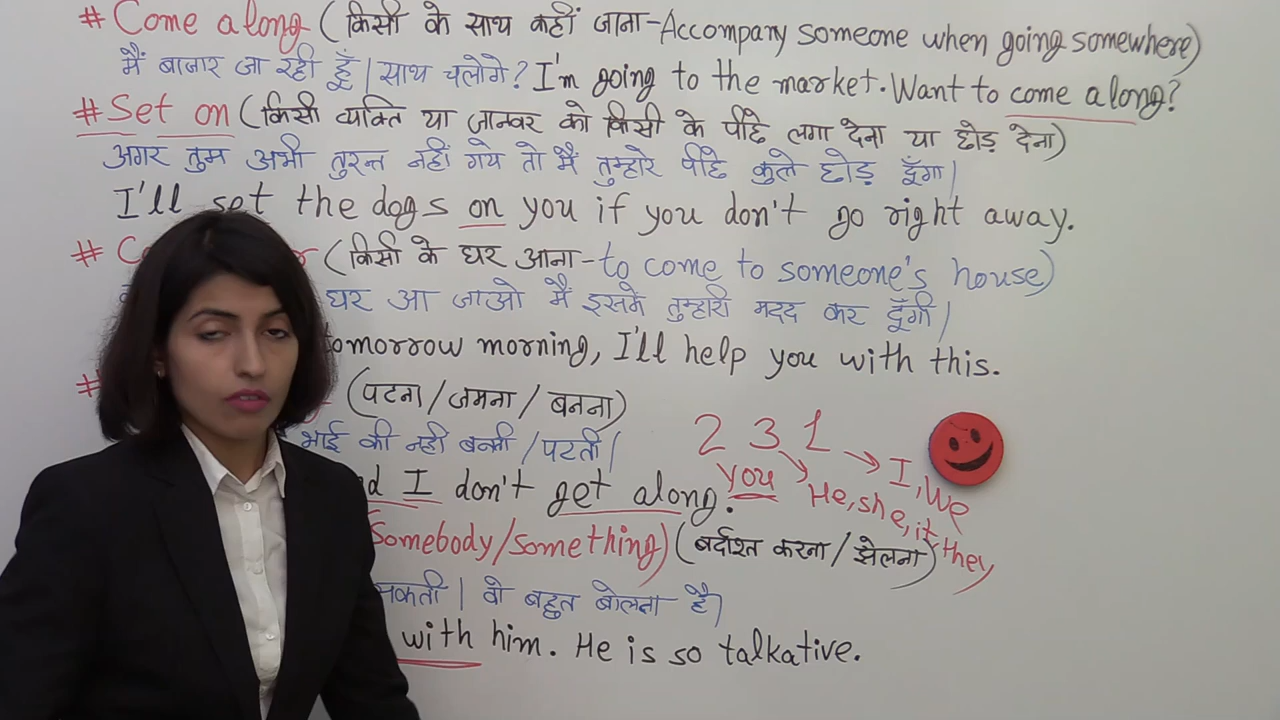 # Come along (किसी के साथ कहीं जाना-Accompany someone when going somewhere)
मैं बाजार जा रही हूँ | साथ चलोगे? I'm going to the market. Want to come along?
# Set on (किसी व्यक्ति या जानवर को किसी के पीछे लगा देना या छोड़ देना)
अगर तुम अभी तुरन्त नहीं गये तो मैं तुम्हारे पीछे कुत्ते छोड़ दूँगा |
I'll set the dogs on you if you don't go right away.
# (किसी के घर आना-to come to someone's house)
घर आ जाओ मैं इसमें तुम्हारी मदद कर दूँगी |
tomorrow morning, I'll help you with this.
# (पटना / जमना / बनना)
भाई की नहीं बनती / पटती |
I don't get along.
2 3 1
you He, she, it, they I, We
somebody/something) (बर्दाश्त करना / झेलना)
सकती | वो बहुत बोलता है |
with him. He is so talkative.